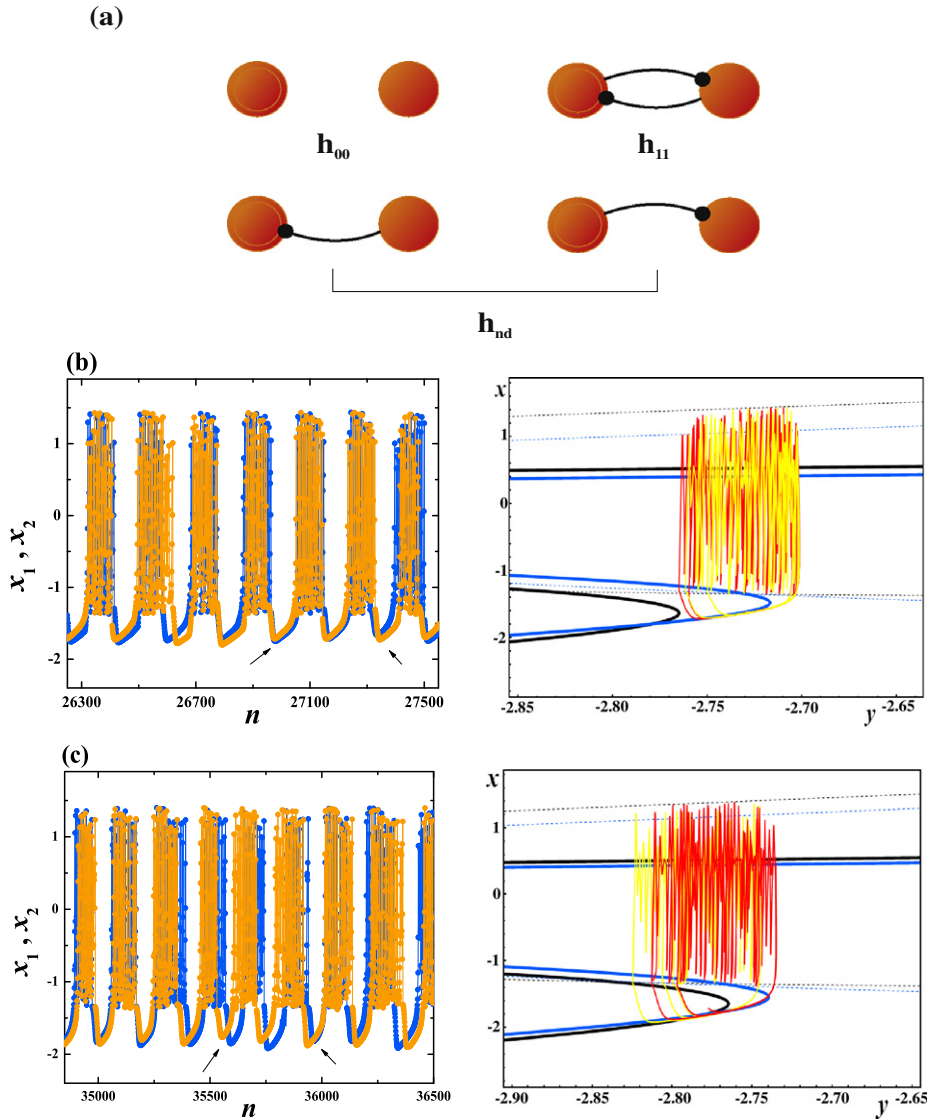 (a)
h₀₀ h₁₁
h_nd
(b)
x₁ , x₂
1
0
-1
-2
26300 26700 27100 27500
n
x
1
0
-1
-2
-2.85 -2.80 -2.75 -2.70 -2.65
y
(c)
x₁ , x₂
1
0
-1
-2
35000 35500 36000 36500
n
x
1
0
-1
-2
-2.90 -2.85 -2.80 -2.75 -2.70 -2.65
y